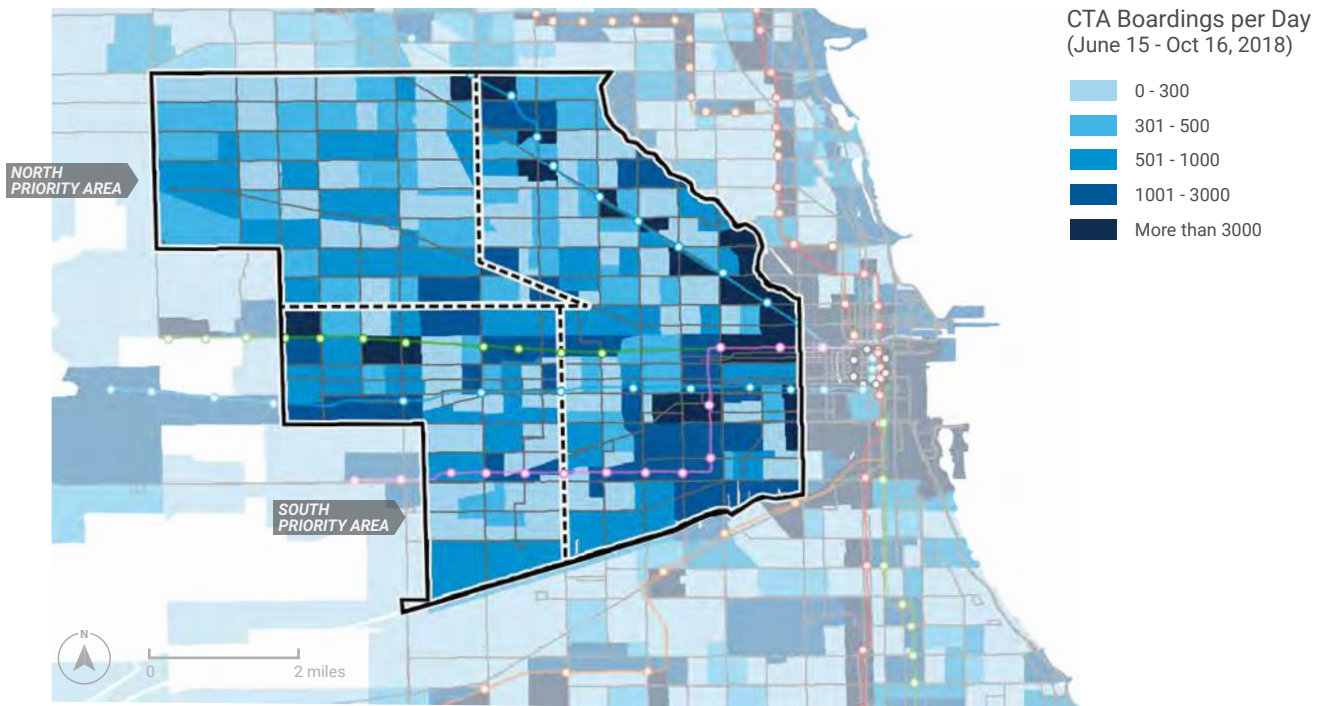 CTA Boardings per Day
(June 15 - Oct 16, 2018)
0 - 300
301 - 500
501 - 1000
1001 - 3000
More than 3000
NORTH
PRIORITY AREA
SOUTH
PRIORITY AREA
N
0
2 miles